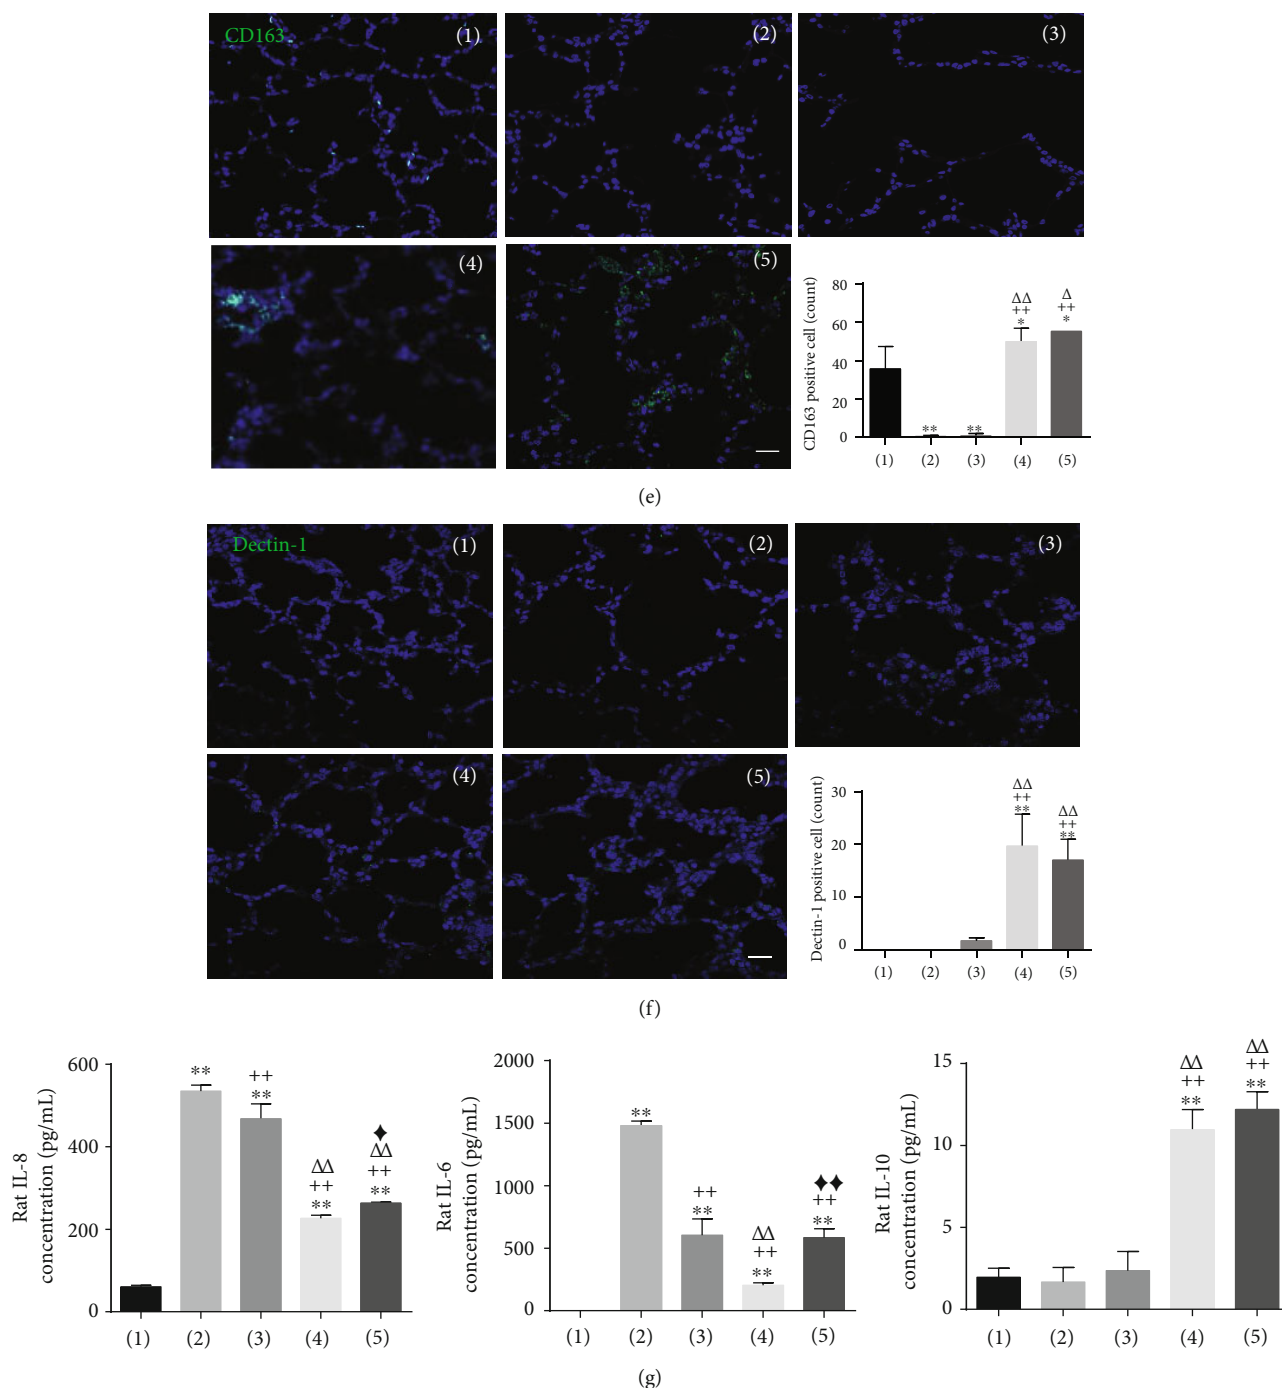 CD163 (1) (2) (3)
(4) (5)
CD163 positive cell (count)
80
60
40
20
0
ΔΔ Δ
++ ++
* *
** **
(1) (2) (3) (4) (5)
(e)
Dectin-1 (1) (2) (3)
(4) (5)
Dectin-1 positive cell (count)
30
20
10
0
ΔΔ
++
**
ΔΔ
++
**
(1) (2) (3) (4) (5)
(f)
Rat IL-8
concentration (pg/mL)
600
400
200
0
**
++
**
ΔΔ
++
**
♦
ΔΔ
++
**
(1) (2) (3) (4) (5)
Rat IL-6
concentration (pg/mL)
2000
1500
1000
500
0
**
++
**
ΔΔ
++
**
♦♦
++
**
(1) (2) (3) (4) (5)
Rat IL-10
concentration (pg/mL)
15
10
5
0
ΔΔ
++
**
ΔΔ
++
**
(1) (2) (3) (4) (5)
(g)